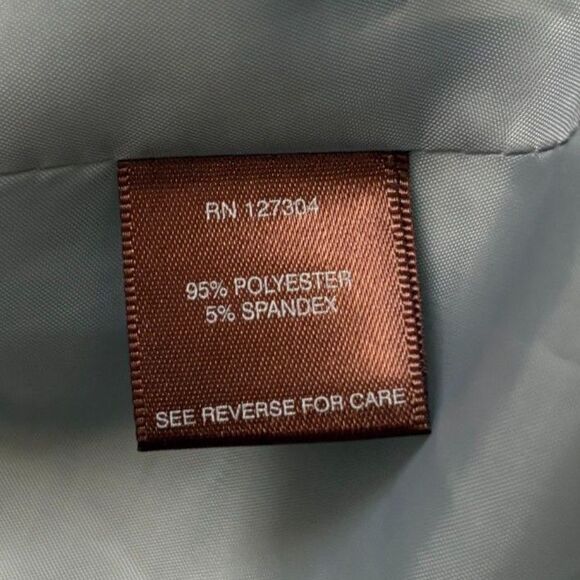 RN 127304
95% POLYESTER
5% SPANDEX
SEE REVERSE FOR CARE